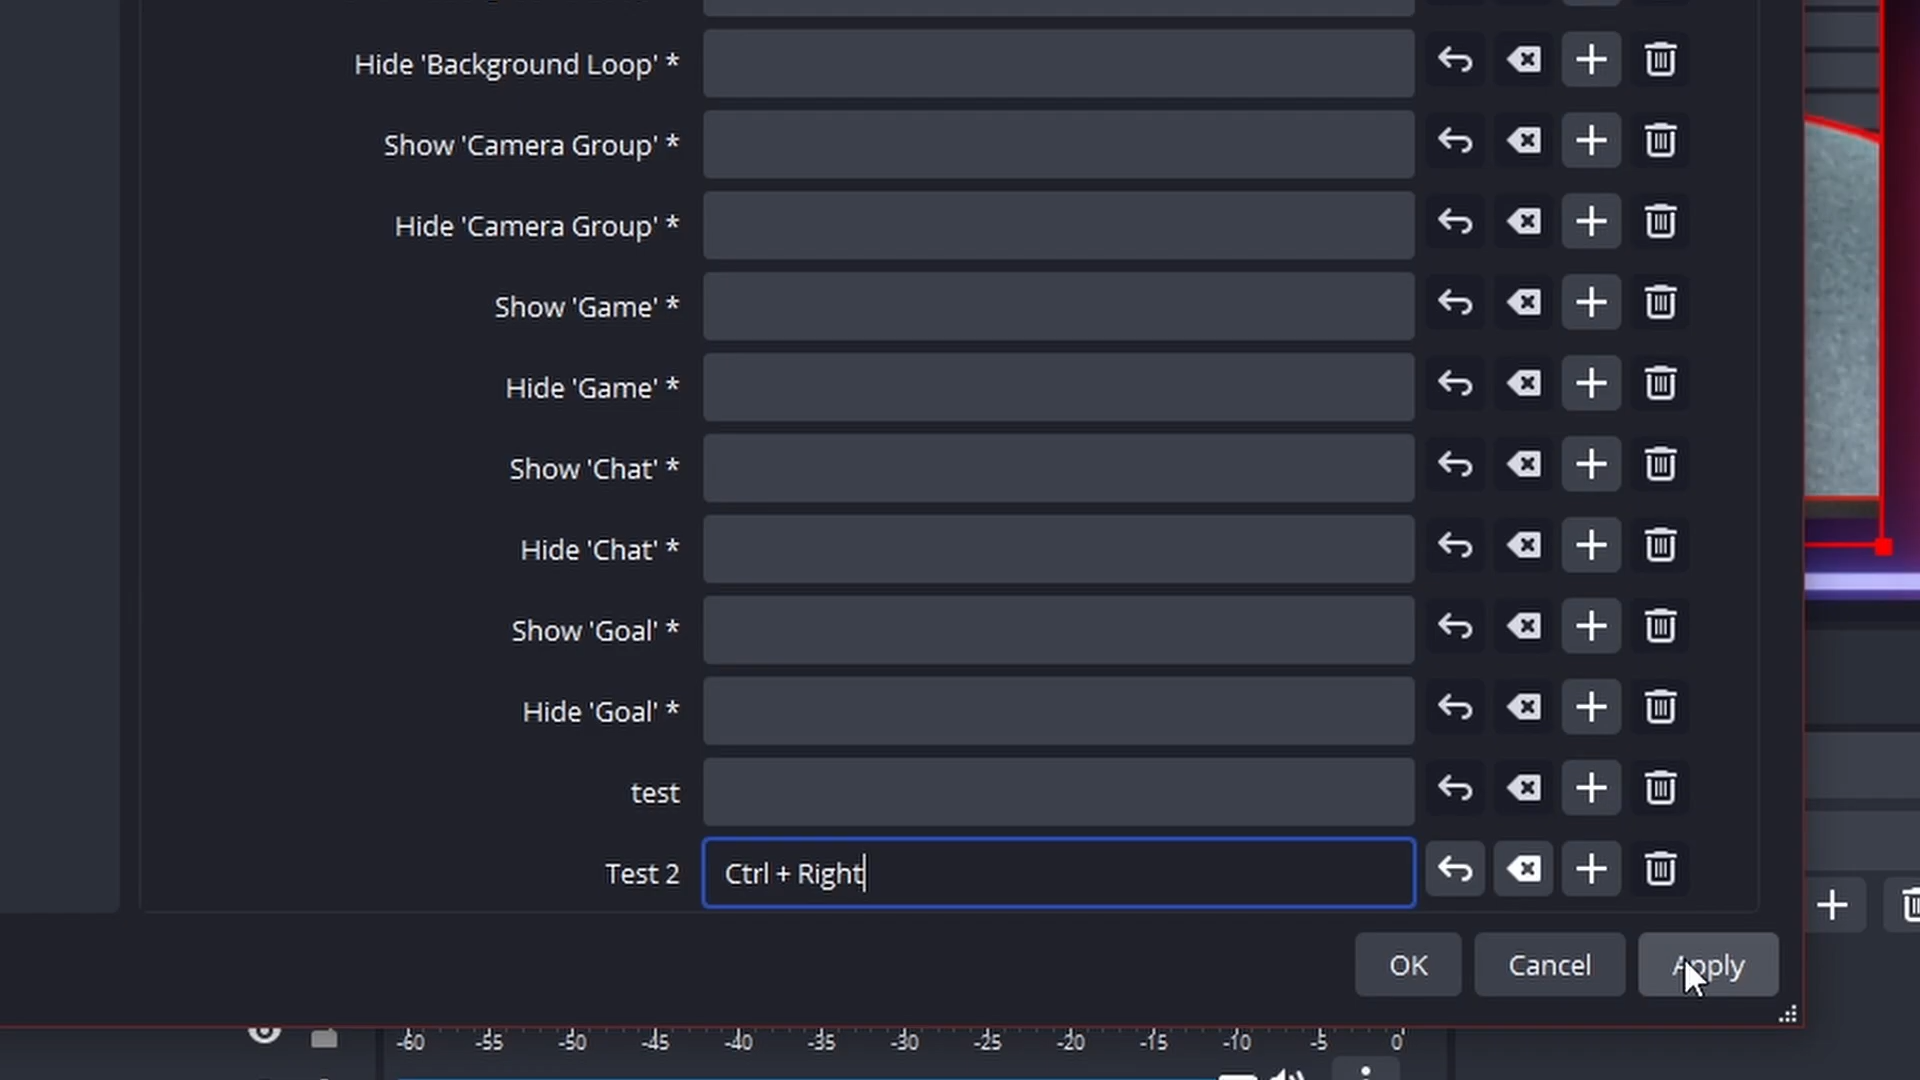 Hide 'Background Loop' *
Show 'Camera Group' *
Hide 'Camera Group' *
Show 'Game' *
Hide 'Game' *
Show 'Chat' *
Hide 'Chat' *
Show 'Goal' *
Hide 'Goal' *
test
Test 2 Ctrl + Right
OK Cancel Apply
-60 -55 -50 -45 -40 -35 -30 -25 -20 -15 -10 -5 0